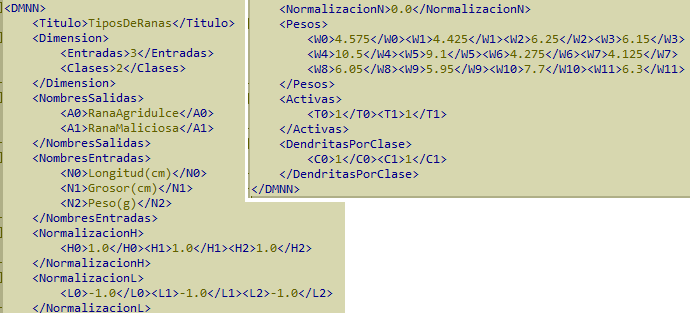 <DMNN>
<Titulo>TiposDeRanas</Titulo>
<Dimension>
<Entradas>3</Entradas>
<Clases>2</Clases>
</Dimension>
<NombresSalidas>
<A0>RanaAgridulce</A0>
<A1>RanaMaliciosa</A1>
</NombresSalidas>
<NombresEntradas>
<N0>Longitud(cm)</N0>
<N1>Grosor(cm)</N1>
<N2>Peso(g)</N2>
</NombresEntradas>
<NormalizacionH>
<H0>1.0</H0><H1>1.0</H1><H2>1.0</H2>
</NormalizacionH>
<NormalizacionL>
<L0>-1.0</L0><L1>-1.0</L1><L2>-1.0</L2>
</NormalizacionL>
<NormalizacionN>0.0</NormalizacionN>
<Pesos>
<W0>4.575</W0><W1>4.425</W1><W2>6.25</W2><W3>6.15</W3>
<W4>10.5</W4><W5>9.1</W5><W6>4.275</W6><W7>4.125</W7>
<W8>6.05</W8><W9>5.95</W9><W10>7.7</W10><W11>6.3</W11>
</Pesos>
<Activas>
<T0>1</T0><T1>1</T1>
</Activas>
<DendritasPorClase>
<C0>1</C0><C1>1</C1>
</DendritasPorClase>
</DMNN>